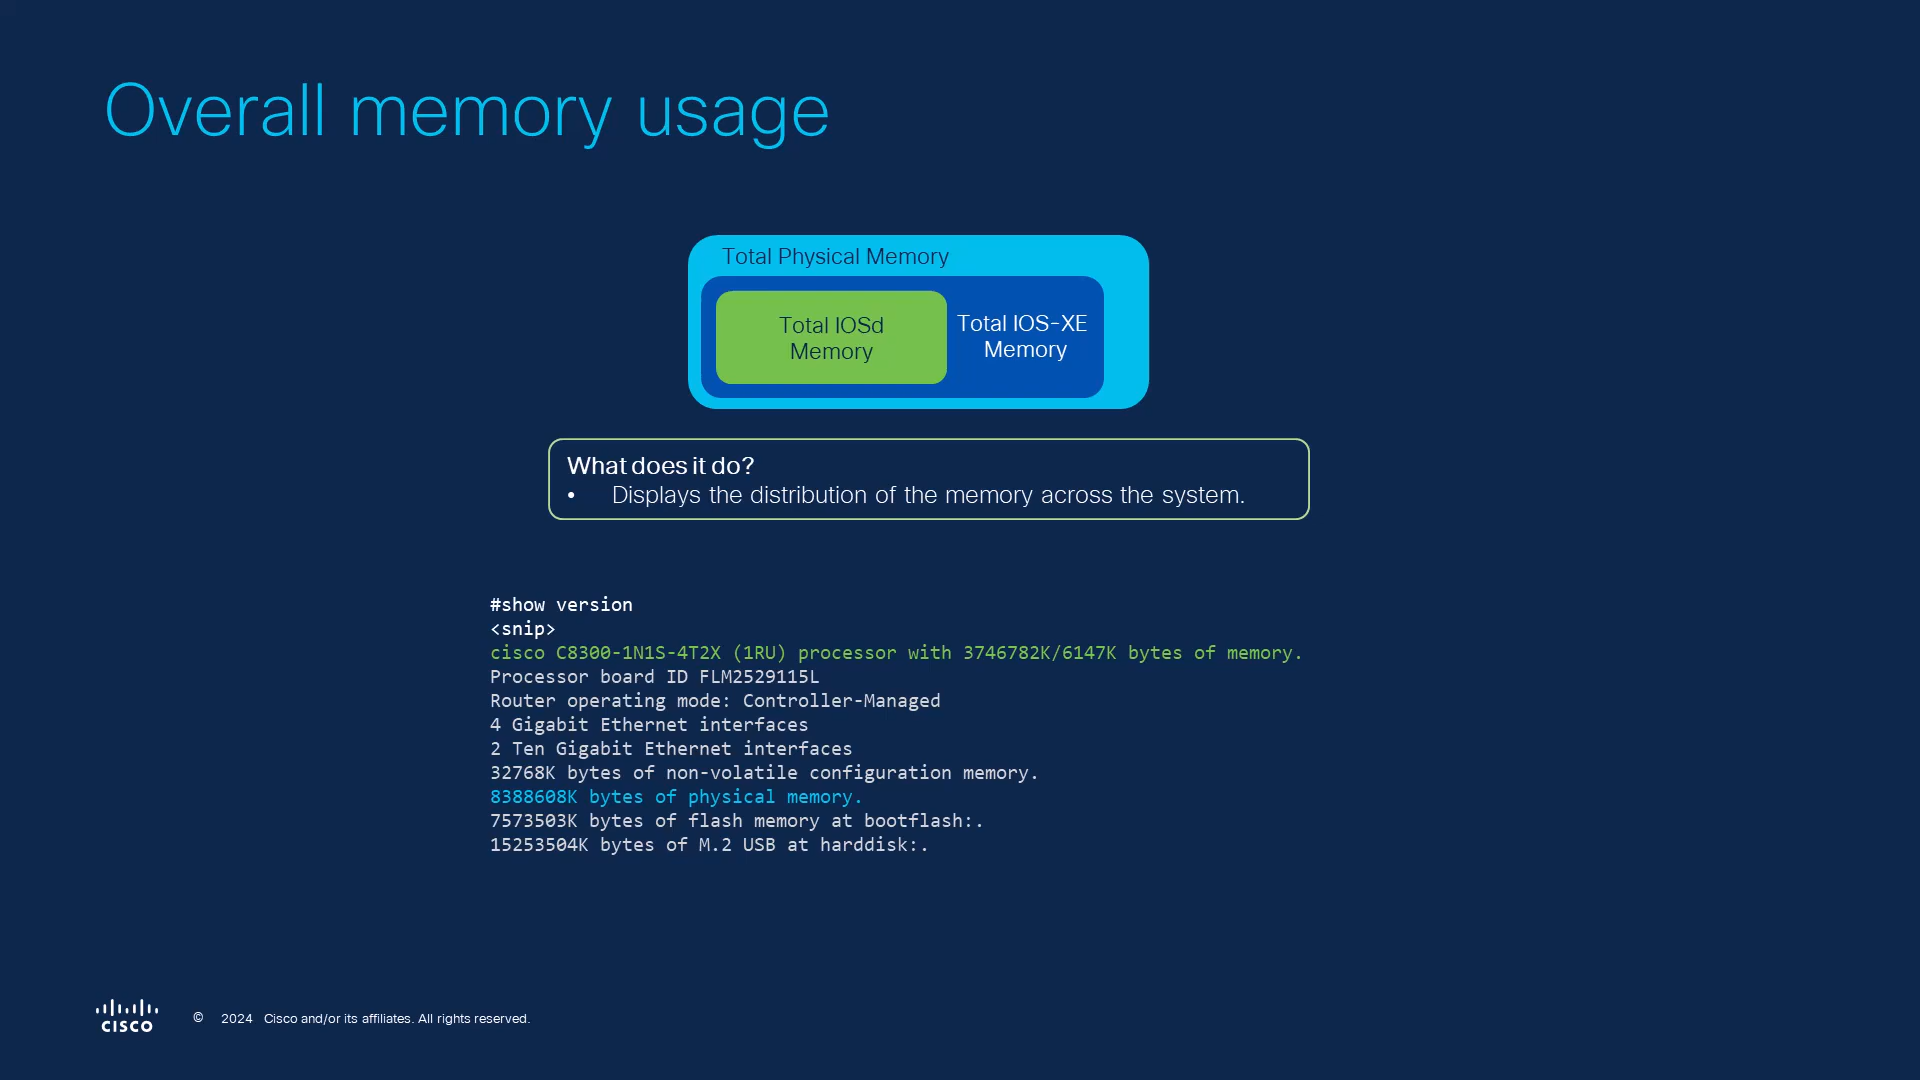 Overall memory usage
Total Physical Memory
Total IOSd
Memory
Total IOS-XE
Memory
What does it do?
• Displays the distribution of the memory across the system.
#show version
<snip>
cisco C8300-1N1S-4T2X (1RU) processor with 3746782K/6147K bytes of memory.
Processor board ID FLM2529115L
Router operating mode: Controller-Managed
4 Gigabit Ethernet interfaces
2 Ten Gigabit Ethernet interfaces
32768K bytes of non-volatile configuration memory.
8388608K bytes of physical memory.
7573503K bytes of flash memory at bootflash:.
15253504K bytes of M.2 USB at harddisk:.
CISCO
© 2024 Cisco and/or its affiliates. All rights reserved.